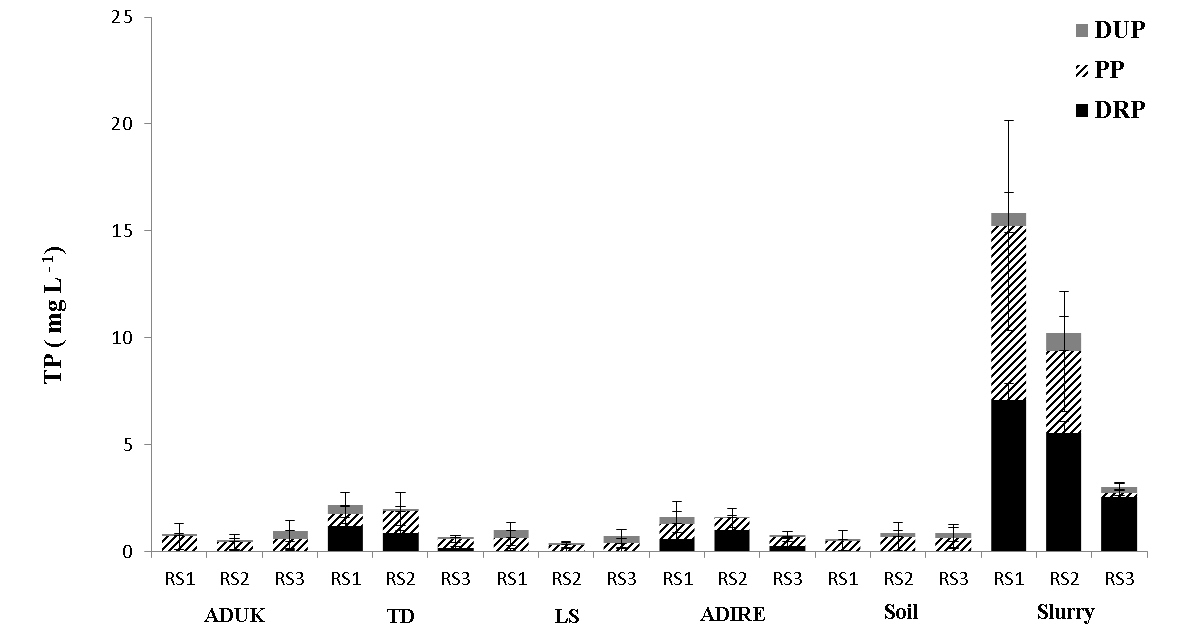 25
20
15
10
5
0
TP ( mg L -1)
DUP
PP
DRP
RS1 RS2 RS3 RS1 RS2 RS3 RS1 RS2 RS3 RS1 RS2 RS3 RS1 RS2 RS3 RS1 RS2 RS3
ADUK TD LS ADIRE Soil Slurry